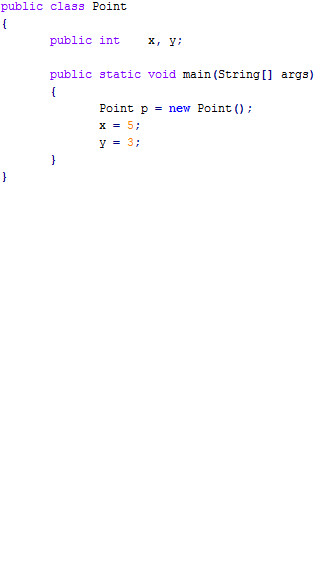 public class Point
{
public int    x, y;
public static void main(String[] args)
{
Point p = new Point();
x = 5;
y = 3;
}
}